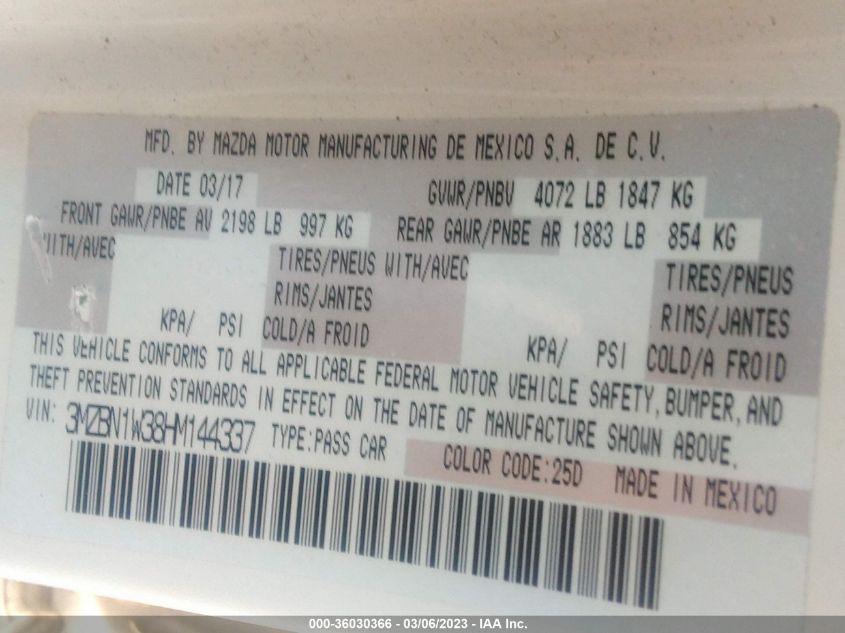 MFD. BY MAZDA MOTOR MANUFACTURING DE MEXICO S.A. DE C.V.
DATE 03/17 GVWR/PNBV 4072 LB 1847 KG
FRONT GAWR/PNBE AV 2198 LB 997 KG REAR GAWR/PNBE AR 1883 LB 854 KG
WITH/AVEC TIRES/PNEUS WITH/AVEC TIRES/PNEUS
RIMS/JANTES RIMS/JANTES
KPA/ PSI COLD/A FROID KPA/ PSI COLD/A FROID
THIS VEHICLE CONFORMS TO ALL APPLICABLE FEDERAL MOTOR VEHICLE SAFETY, BUMPER, AND
THEFT PREVENTION STANDARDS IN EFFECT ON THE DATE OF MANUFACTURE SHOWN ABOVE.
VIN: 3MZBN1W38HM144337 TYPE:PASS CAR COLOR CODE:25D MADE IN MEXICO
000-36030366 - 03/06/2023 - IAA Inc.